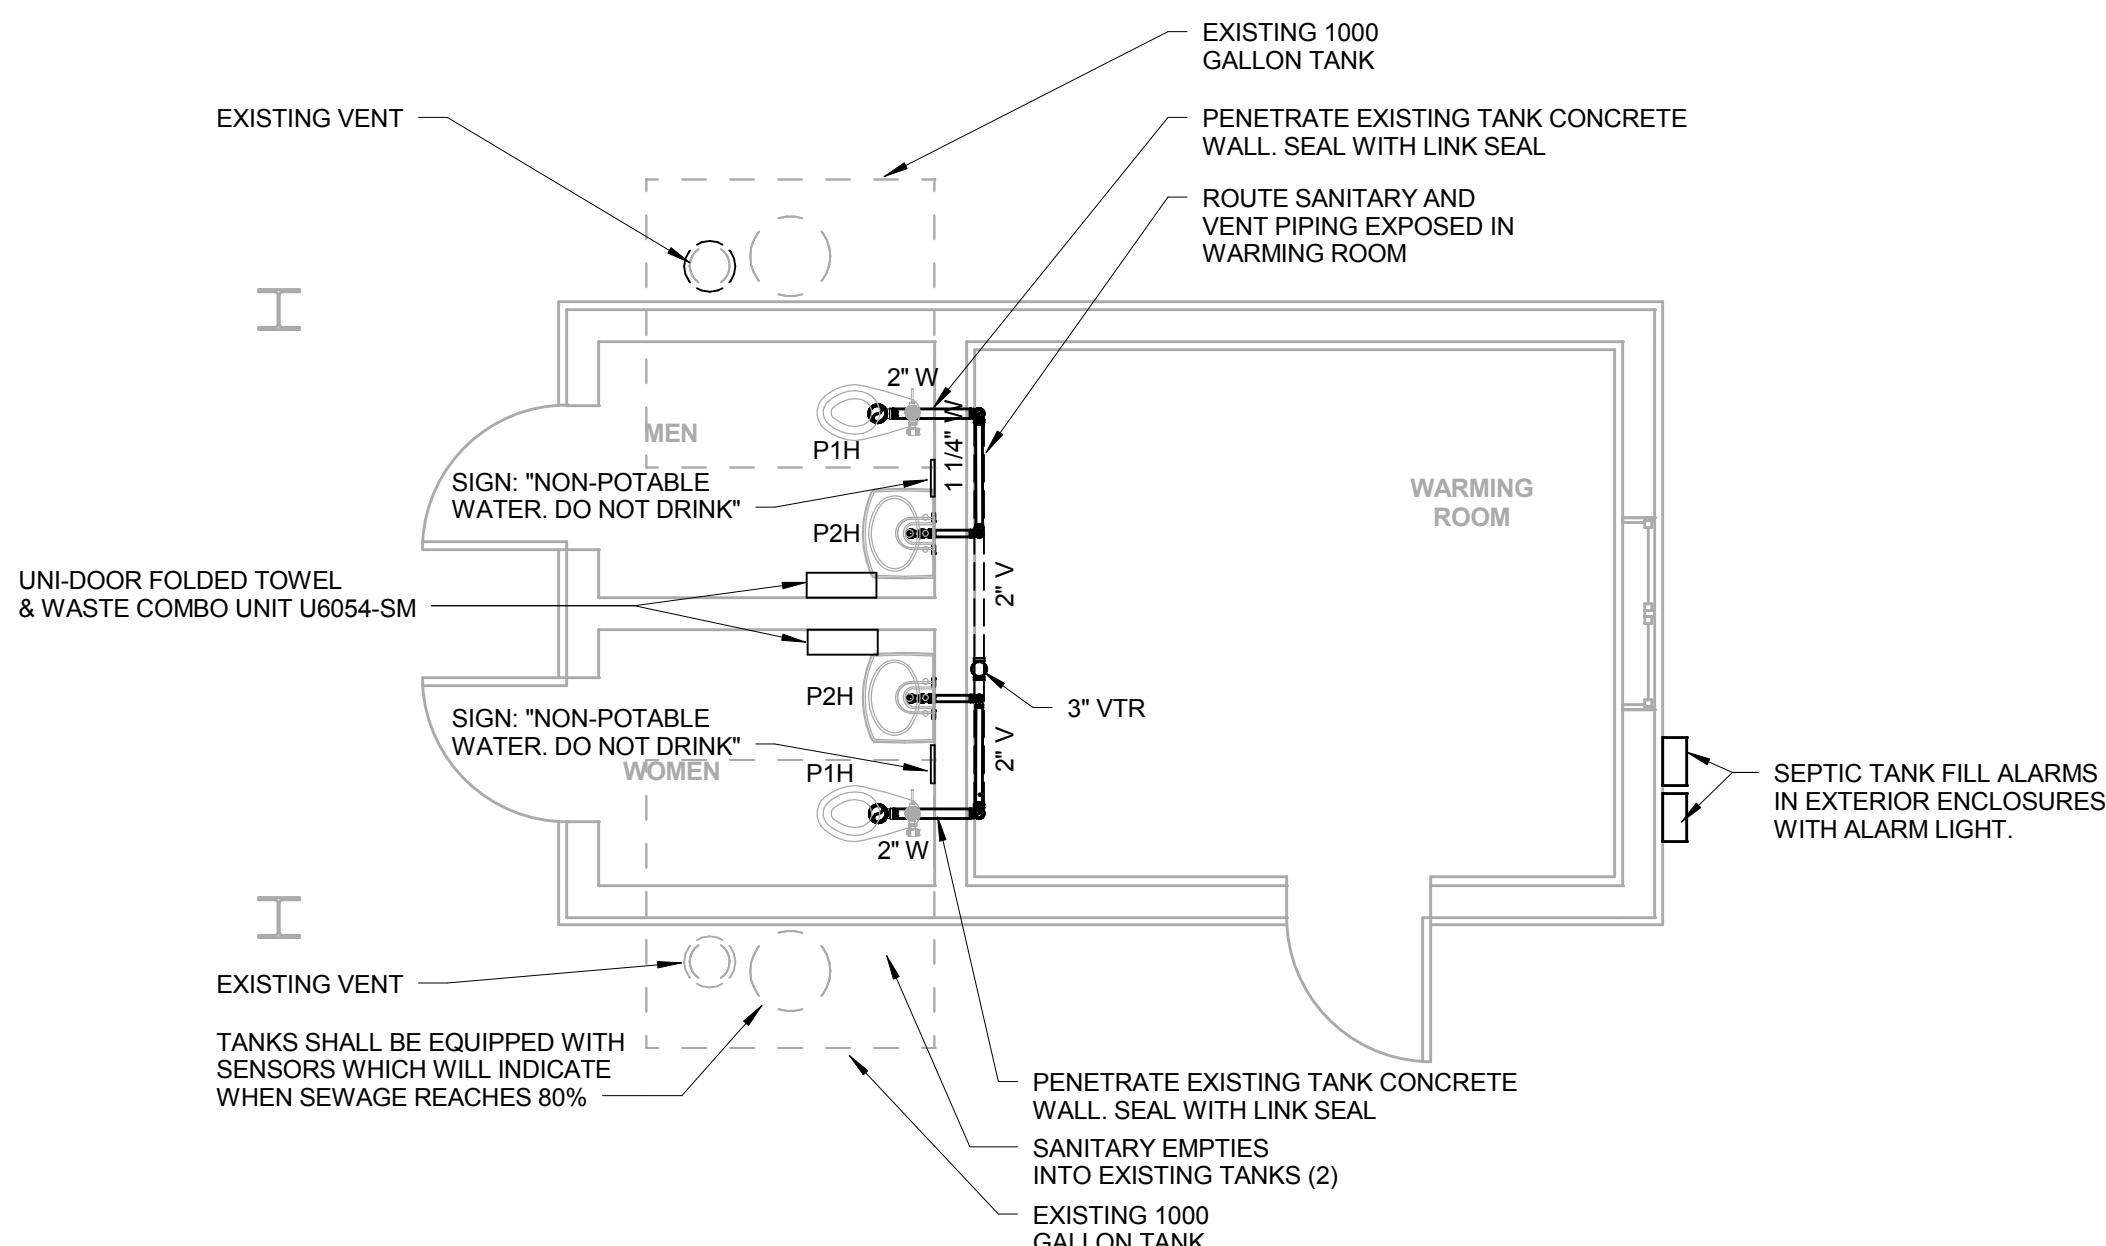 EXISTING 1000
GALLON TANK
EXISTING VENT
PENETRATE EXISTING TANK CONCRETE
WALL. SEAL WITH LINK SEAL
ROUTE SANITARY AND
VENT PIPING EXPOSED IN
WARMING ROOM
2" W
1 1/4" W
MEN
P1H
SIGN: "NON-POTABLE
WATER. DO NOT DRINK"
WARMING
ROOM
P2H
2" V
UNI-DOOR FOLDED TOWEL
& WASTE COMBO UNIT U6054-SM
P2H
3" VTR
SIGN: "NON-POTABLE
WATER. DO NOT DRINK"
2" V
WOMEN
P1H
SEPTIC TANK FILL ALARMS
IN EXTERIOR ENCLOSURES
WITH ALARM LIGHT.
2" W
EXISTING VENT
TANKS SHALL BE EQUIPPED WITH
SENSORS WHICH WILL INDICATE
WHEN SEWAGE REACHES 80%
PENETRATE EXISTING TANK CONCRETE
WALL. SEAL WITH LINK SEAL
SANITARY EMPTIES
INTO EXISTING TANKS (2)
EXISTING 1000
GALLON TANK